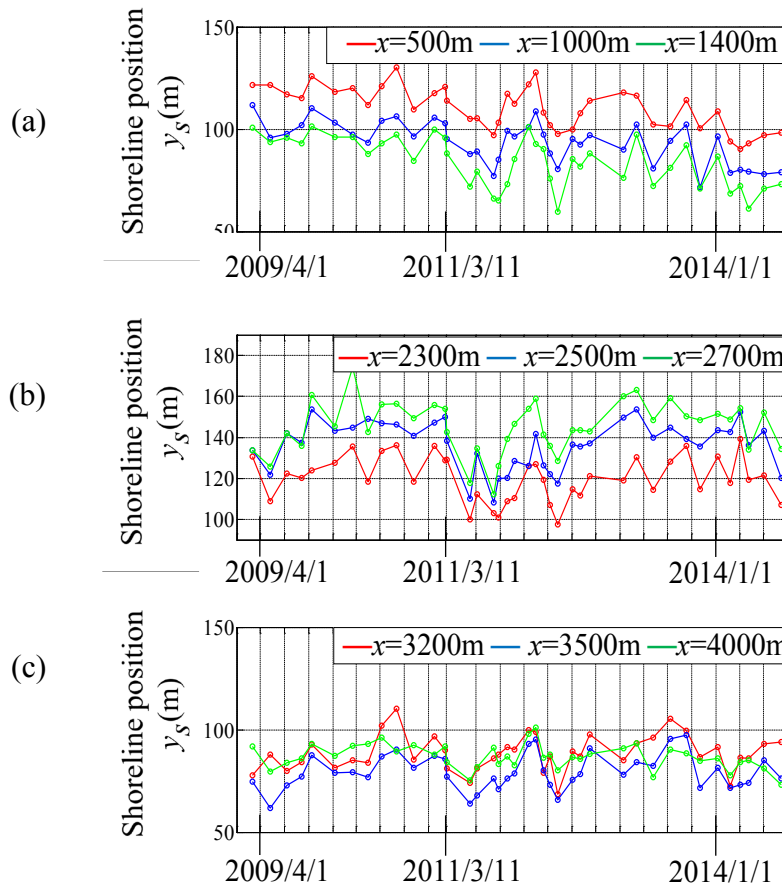 (a)
Shoreline position
y_s(m)
150
100
50
x=500m x=1000m x=1400m
2009/4/1 2011/3/11 2014/1/1
(b)
Shoreline position
y_s(m)
180
160
140
120
100
x=2300m x=2500m x=2700m
2009/4/1 2011/3/11 2014/1/1
(c)
Shoreline position
y_s(m)
150
100
50
x=3200m x=3500m x=4000m
2009/4/1 2011/3/11 2014/1/1